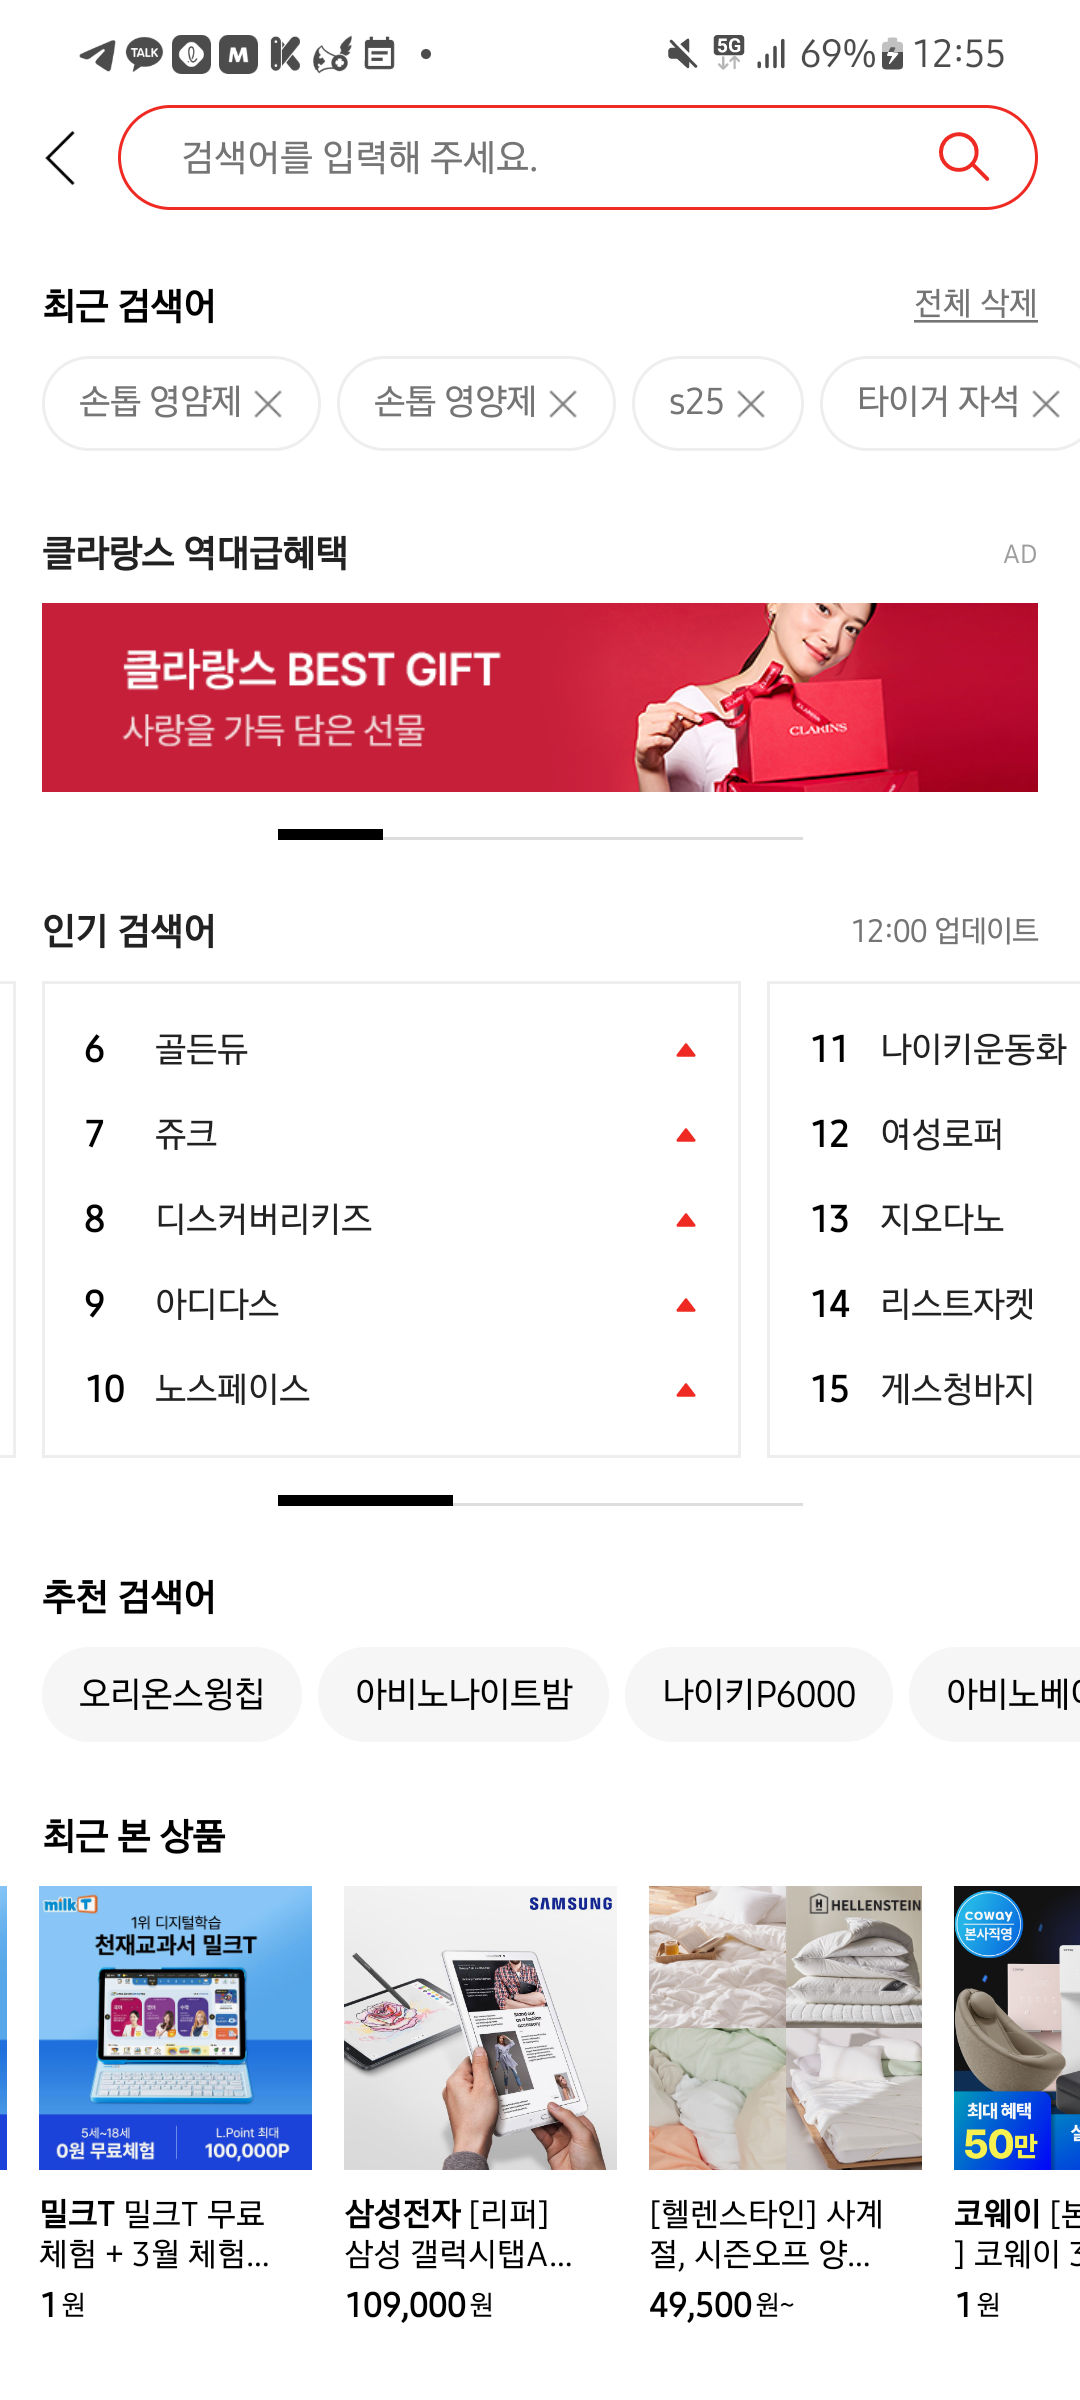 TALK M 5G 69% 12:55
검색어를 입력해 주세요.
최근 검색어 전체 삭제
손톱 영얌제 손톱 영양제 s25 타이거 자석
클라랑스 역대급혜택 AD
클라랑스 BEST GIFT
사랑을 가득 담은 선물
CLARINS
인기 검색어 12:00 업데이트
6 골든듀
7 쥬크
8 디스커버리키즈
9 아디다스
10 노스페이스
11 나이키운동화
12 여성로퍼
13 지오다노
14 리스트자켓
15 게스청바지
추천 검색어
오리온스윙칩 아비노나이트밤 나이키P6000 아비노베
최근 본 상품
milk T
1위 디지털학습
천재교과서 밀크T
5세~18세
0원 무료체험
L.Point 최대
100,000P
밀크T 밀크T 무료
체험 + 3월 체험...
1원
SAMSUNG
삼성전자 [리퍼]
삼성 갤럭시탭A...
109,000원
HELLENSTEIN
[헬렌스타인] 사계
절, 시즌오프 양...
49,500원~
coway
본사직영
최대 혜택
50만
코웨이 [본
] 코웨이 3
1원